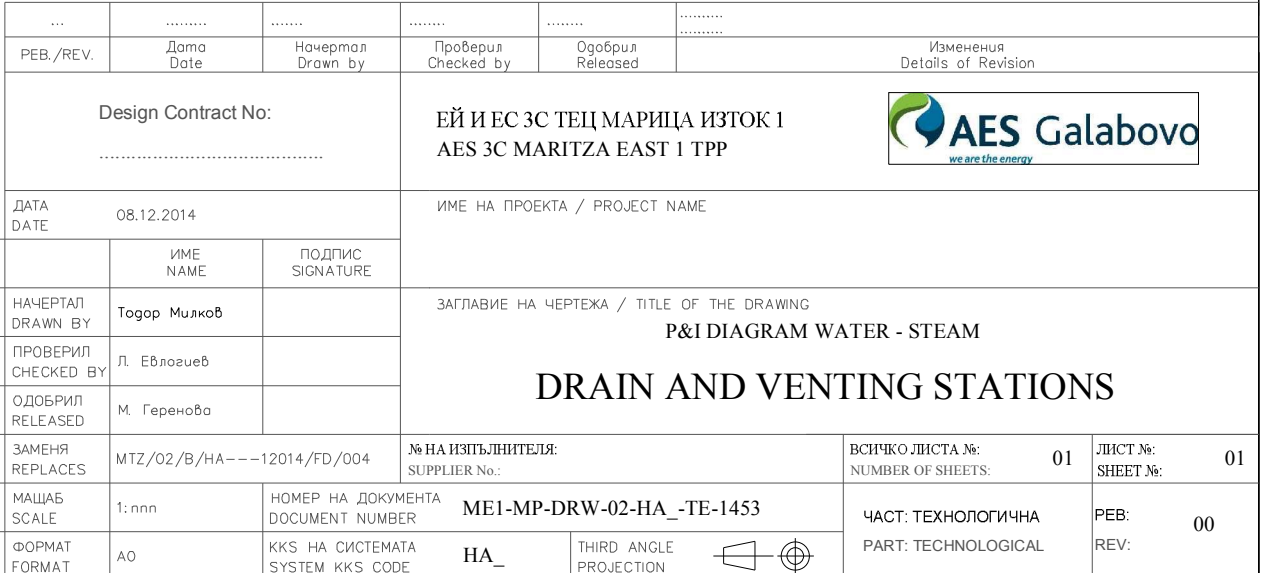 ... ......... ....... ........ ........ ..........
..........
РЕВ./REV. Дата Начертал Проверил Одобрил Изменения
Date Drawn by Checked by Released Details of Revision
Design Contract No:
..........................................
ЕЙ И ЕС 3С ТЕЦ МАРИЦА ИЗТОК 1
AES 3C MARITZA EAST 1 TPP
AES Galabovo
we are the energy
ДАТА
DATE
08.12.2014
ИМЕ НА ПРОЕКТА / PROJECT NAME
ИМЕ
NAME
ПОДПИС
SIGNATURE
НАЧЕРТАЛ
DRAWN BY
Тодор Милков
ЗАГЛАВИЕ НА ЧЕРТЕЖА / TITLE OF THE DRAWING
P&I DIAGRAM WATER - STEAM
DRAIN AND VENTING STATIONS
ПРОВЕРИЛ
CHECKED BY
Л. Евлогиев
ОДОБРИЛ
RELEASED
М. Геренова
ЗАМЕНЯ
REPLACES
MTZ/02/B/HA---12014/FD/004
№ НА ИЗПЪЛНИТЕЛЯ:
SUPPLIER No.:
ВСИЧКО ЛИСТА №:
NUMBER OF SHEETS:
01
ЛИСТ №:
SHEET №:
01
МАЩАБ
SCALE
1:nnn
НОМЕР НА ДОКУМЕНТА
DOCUMENT NUMBER
ME1-MP-DRW-02-HA_-TE-1453
ЧАСТ: ТЕХНОЛОГИЧНА
PART: TECHNOLOGICAL
РЕВ:
REV:
00
ФОРМАТ
FORMAT
A0
KKS НА СИСТЕМАТА
SYSTEM KKS CODE
HA_
THIRD ANGLE
PROJECTION